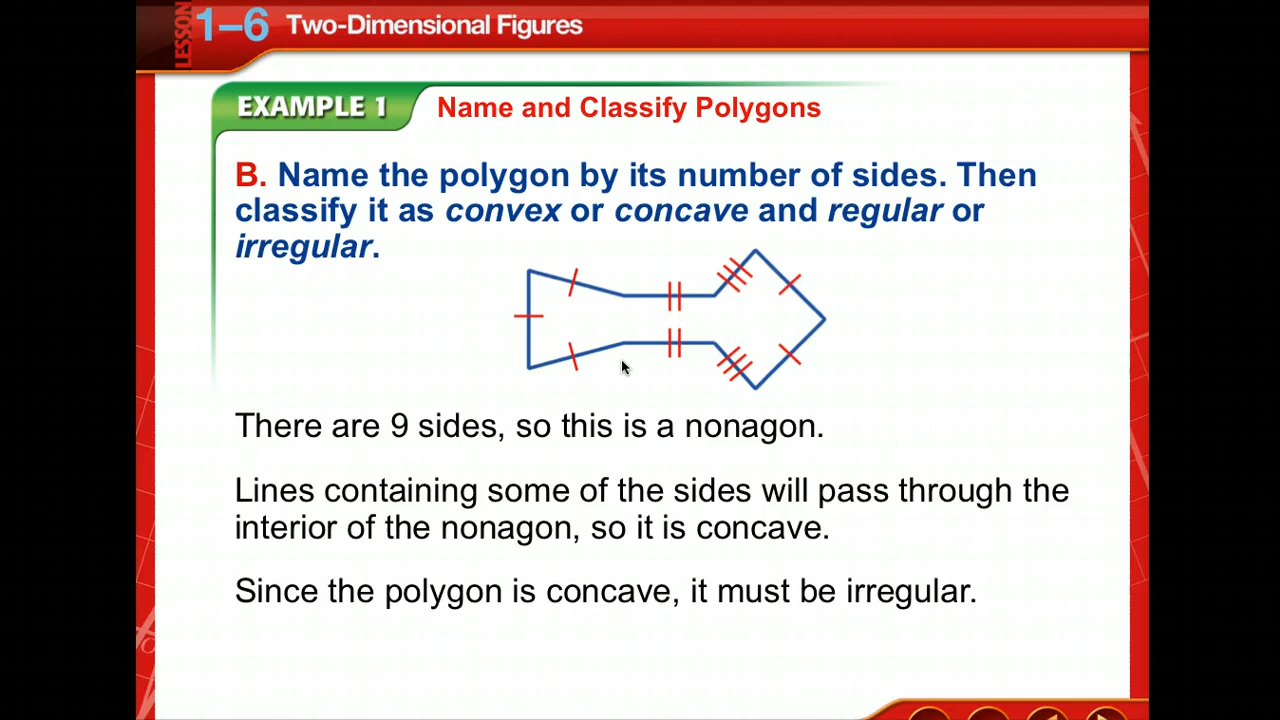 LESSON 1–6 Two-Dimensional Figures
EXAMPLE 1 Name and Classify Polygons
B. Name the polygon by its number of sides. Then
classify it as convex or concave and regular or
irregular.
There are 9 sides, so this is a nonagon.
Lines containing some of the sides will pass through the
interior of the nonagon, so it is concave.
Since the polygon is concave, it must be irregular.